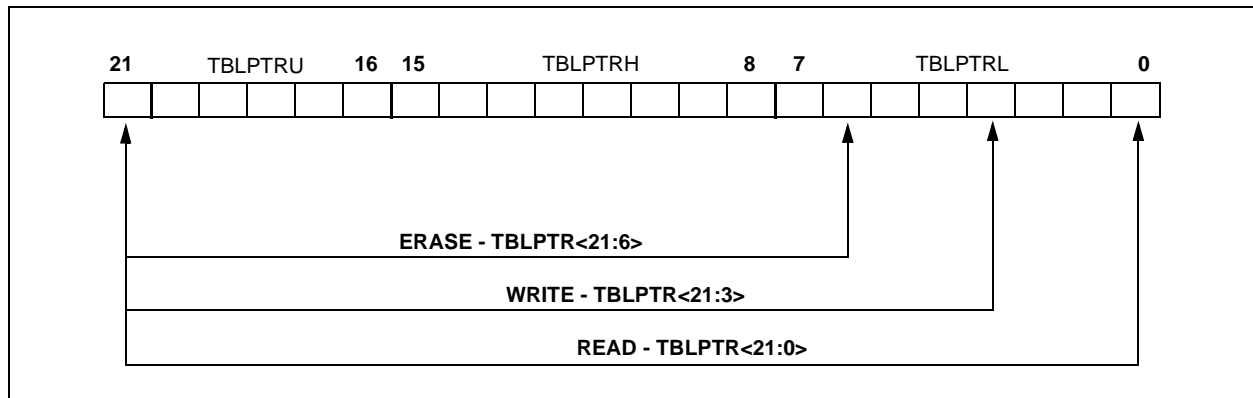 21 TBLPTRU 16 15 TBLPTRH 8 7 TBLPTRL 0
ERASE - TBLPTR<21:6>
WRITE - TBLPTR<21:3>
READ - TBLPTR<21:0>